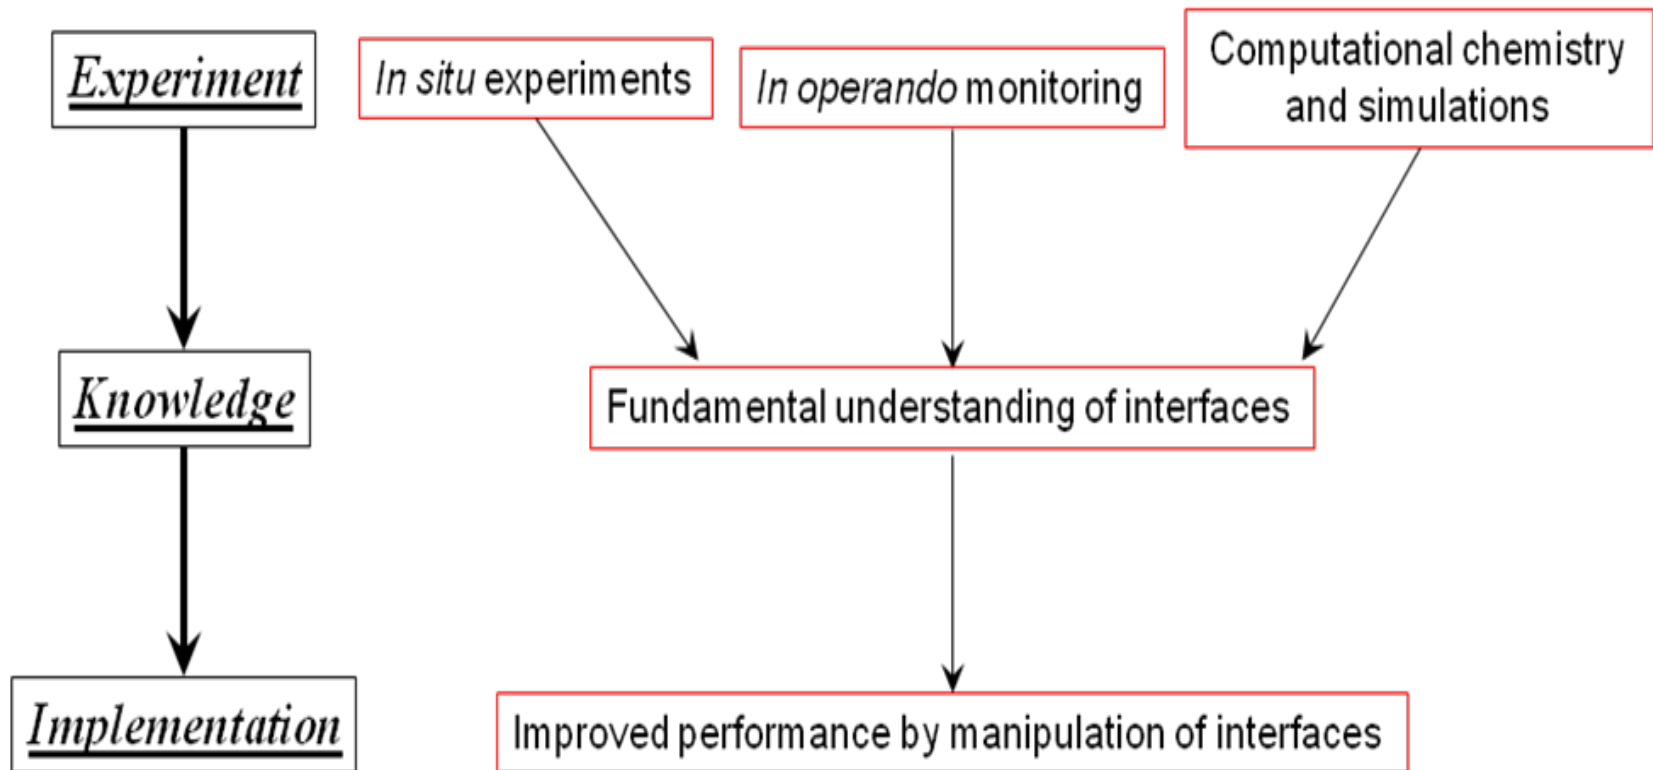 Experiment
In situ experiments
In operando monitoring
Computational chemistry
and simulations
Knowledge
Fundamental understanding of interfaces
Implementation
Improved performance by manipulation of interfaces